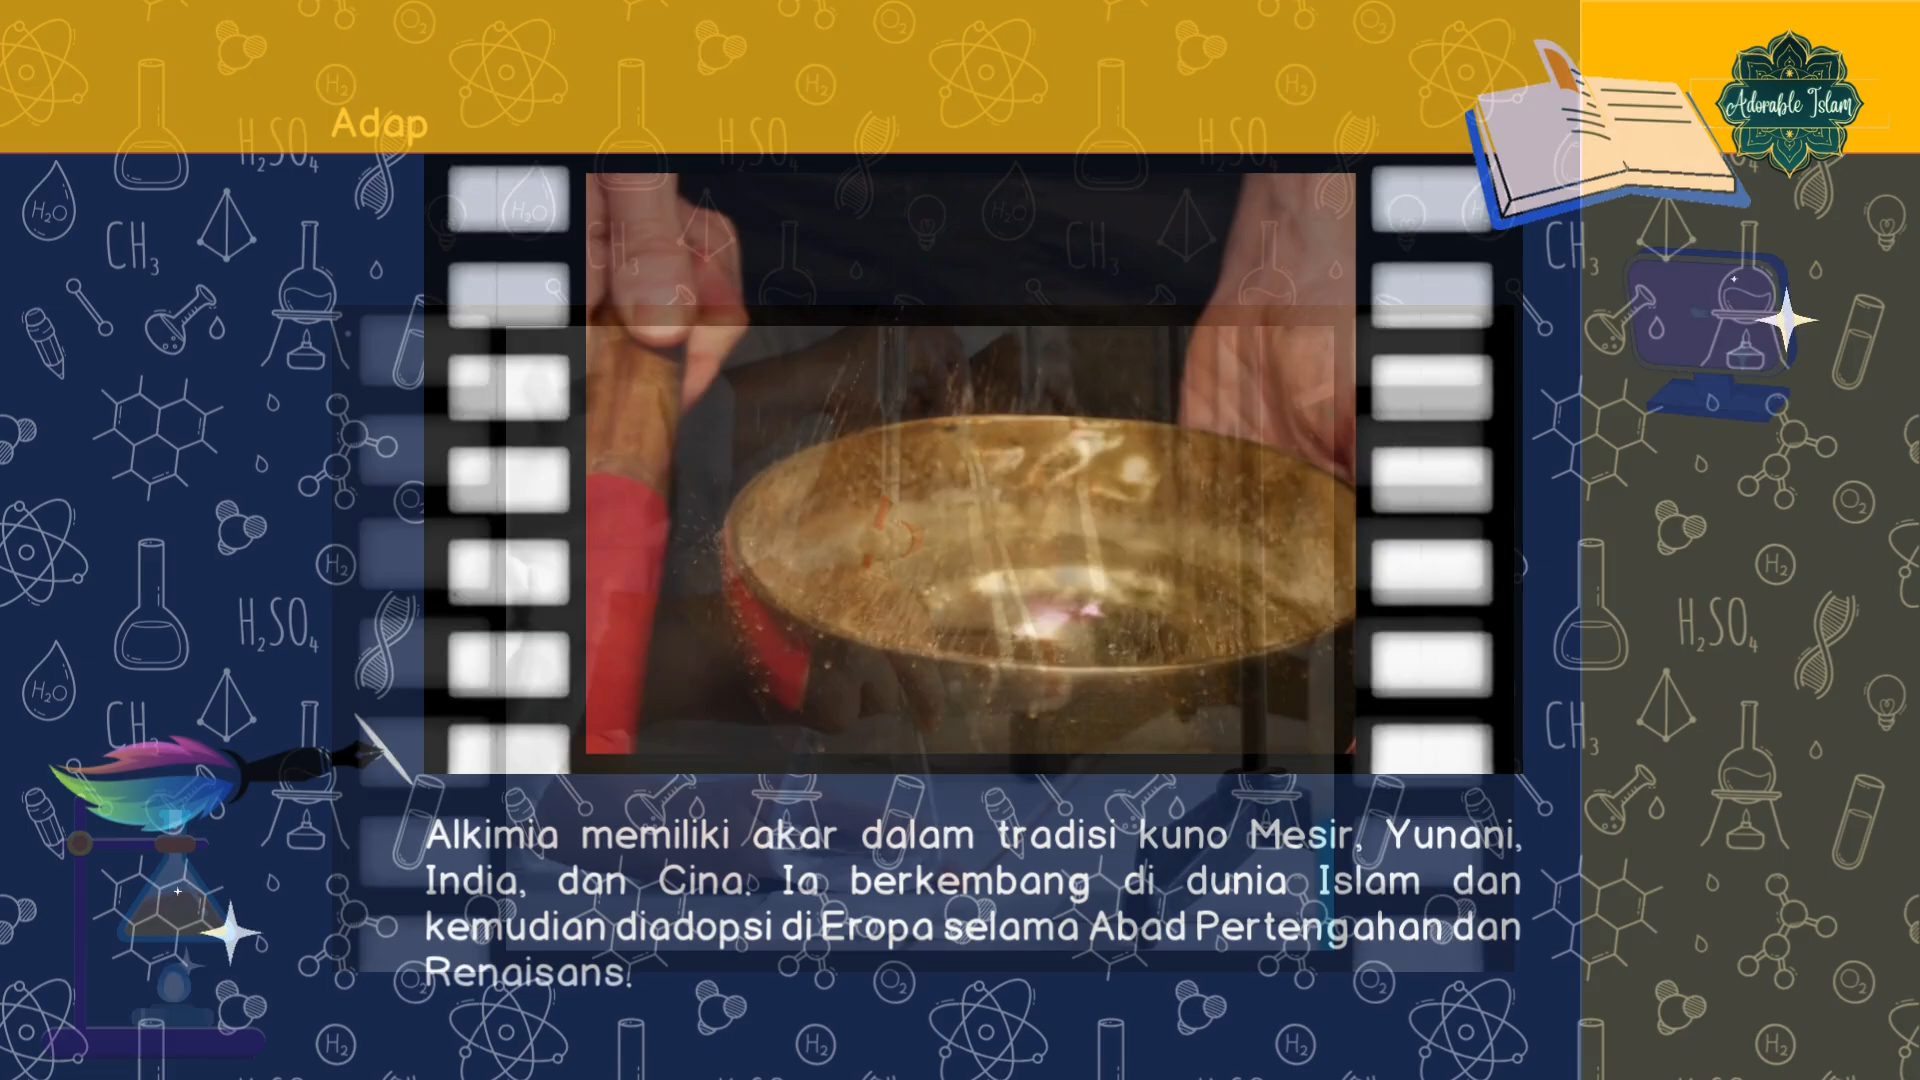 Adap
Adorable Islam
Alkimia memiliki akar dalam tradisi kuno Mesir, Yunani,
India, dan Cina. Ia berkembang di dunia Islam dan
kemudian diadopsi di Eropa selama Abad Pertengahan dan
Renaisans.